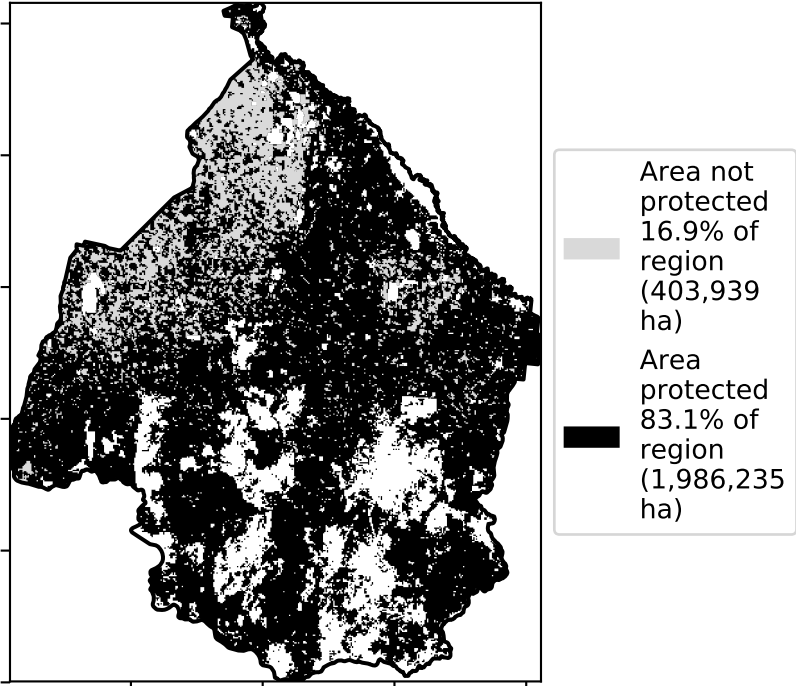 Area not
protected
16.9% of
region
(403,939
ha)
Area
protected
83.1% of
region
(1,986,235
ha)